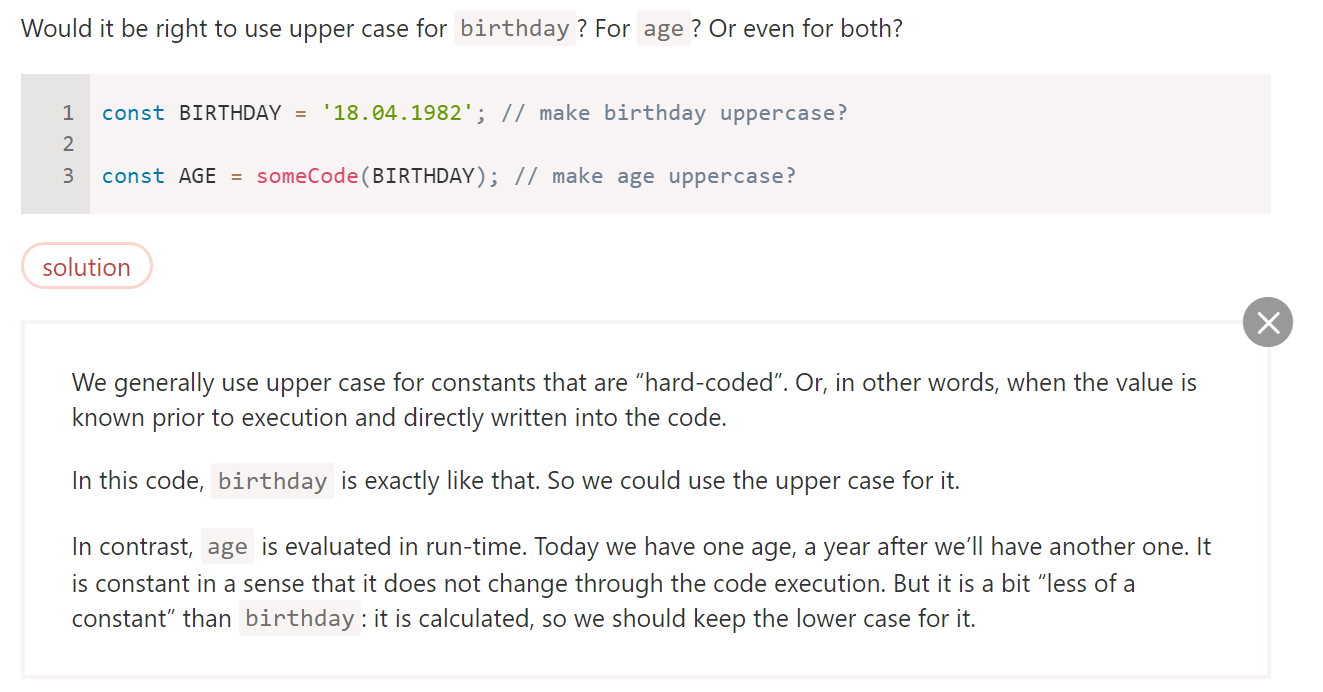 Would it be right to use upper case for birthday? For age? Or even for both?
1 const BIRTHDAY = '18.04.1982'; // make birthday uppercase?
2
3 const AGE = someCode(BIRTHDAY); // make age uppercase?
solution
We generally use upper case for constants that are “hard-coded”. Or, in other words, when the value is
known prior to execution and directly written into the code.
In this code, birthday is exactly like that. So we could use the upper case for it.
In contrast, age is evaluated in run-time. Today we have one age, a year after we’ll have another one. It
is constant in a sense that it does not change through the code execution. But it is a bit “less of a
constant” than birthday: it is calculated, so we should keep the lower case for it.